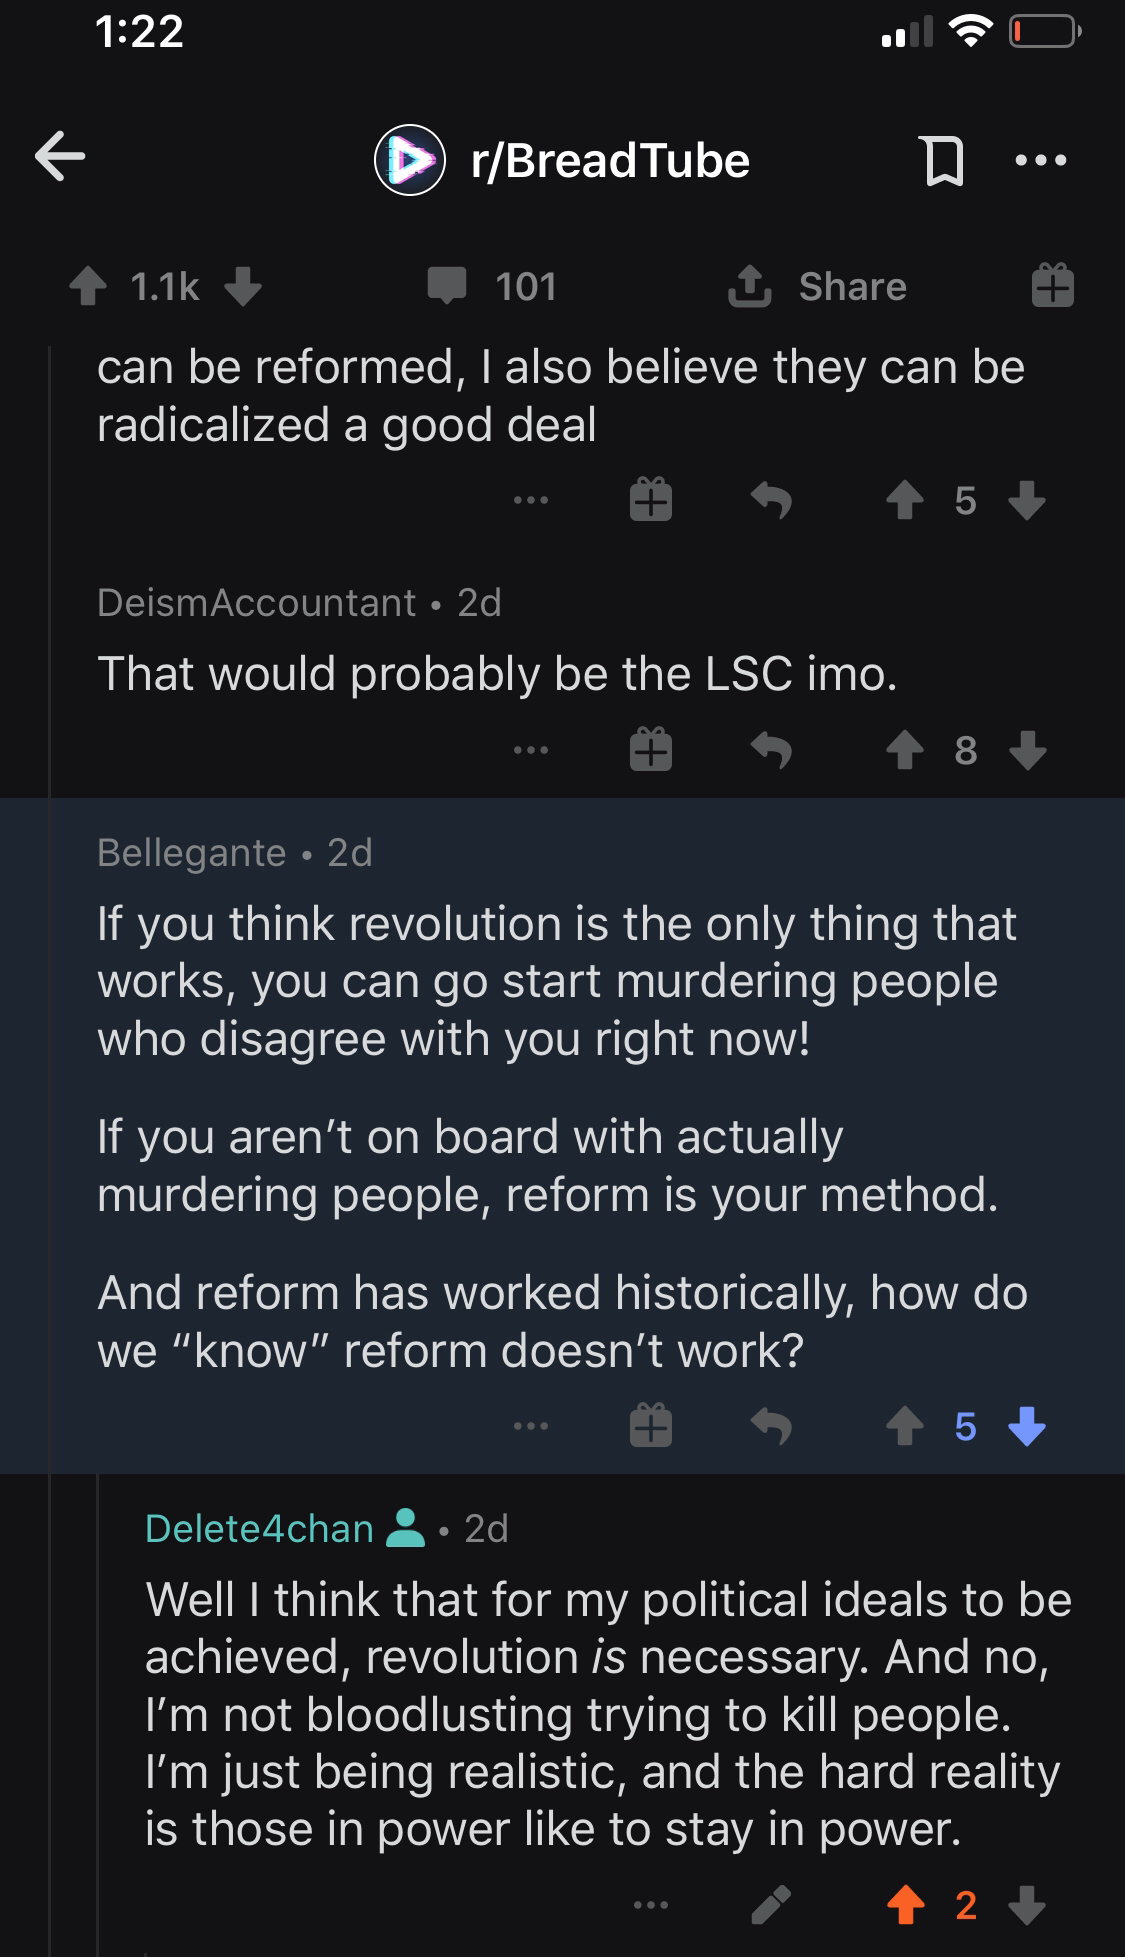 1:22
r/BreadTube
1.1k 101 Share
can be reformed, I also believe they can be
radicalized a good deal
5
DeismAccountant • 2d
That would probably be the LSC imo.
8
Bellegante • 2d
If you think revolution is the only thing that
works, you can go start murdering people
who disagree with you right now!
If you aren’t on board with actually
murdering people, reform is your method.
And reform has worked historically, how do
we “know” reform doesn’t work?
5
Delete4chan • 2d
Well I think that for my political ideals to be
achieved, revolution is necessary. And no,
I’m not bloodlusting trying to kill people.
I’m just being realistic, and the hard reality
is those in power like to stay in power.
2